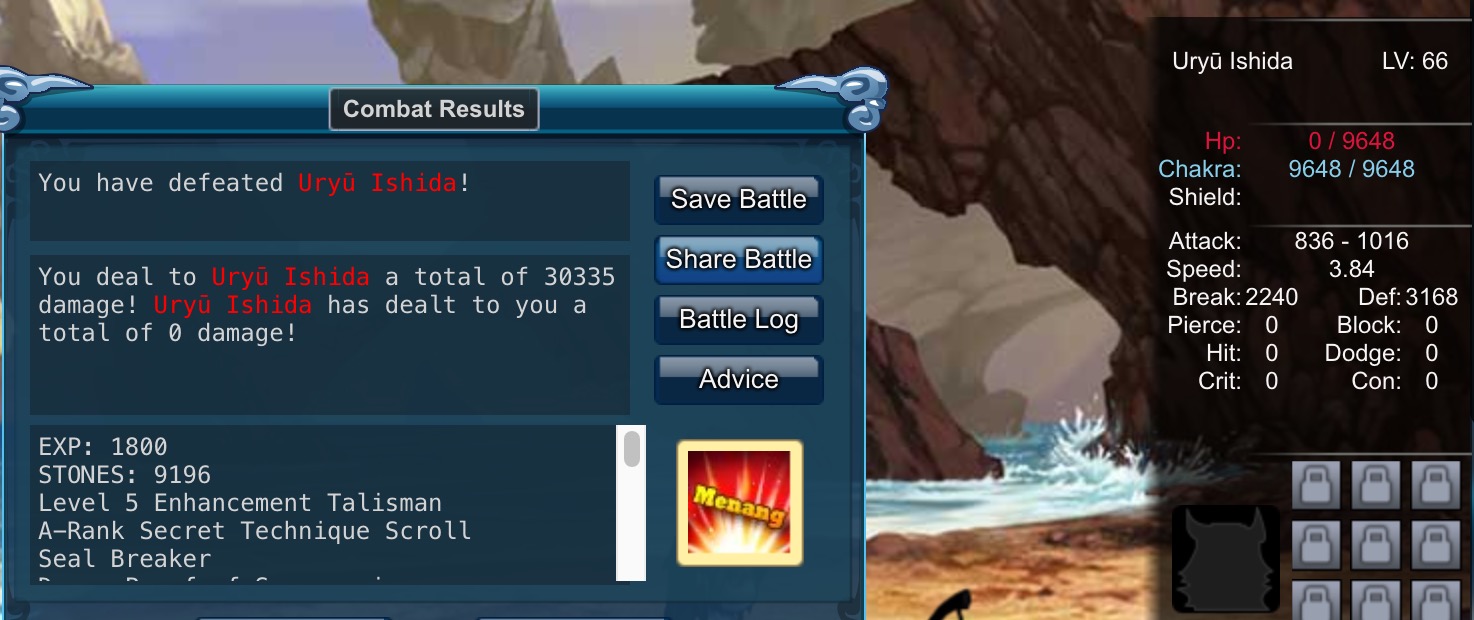 Combat Results
You have defeated Uryū Ishida!
You deal to Uryū Ishida a total of 30335
damage! Uryū Ishida has dealt to you a
total of 0 damage!
EXP: 1800
STONES: 9196
Level 5 Enhancement Talisman
A-Rank Secret Technique Scroll
Seal Breaker
Save Battle
Share Battle
Battle Log
Advice
Menang
Uryū Ishida LV: 66
Hp: 0 / 9648
Chakra: 9648 / 9648
Shield:
Attack: 836 - 1016
Speed: 3.84
Break: 2240 Def: 3168
Pierce: 0 Block: 0
Hit: 0 Dodge: 0
Crit: 0 Con: 0